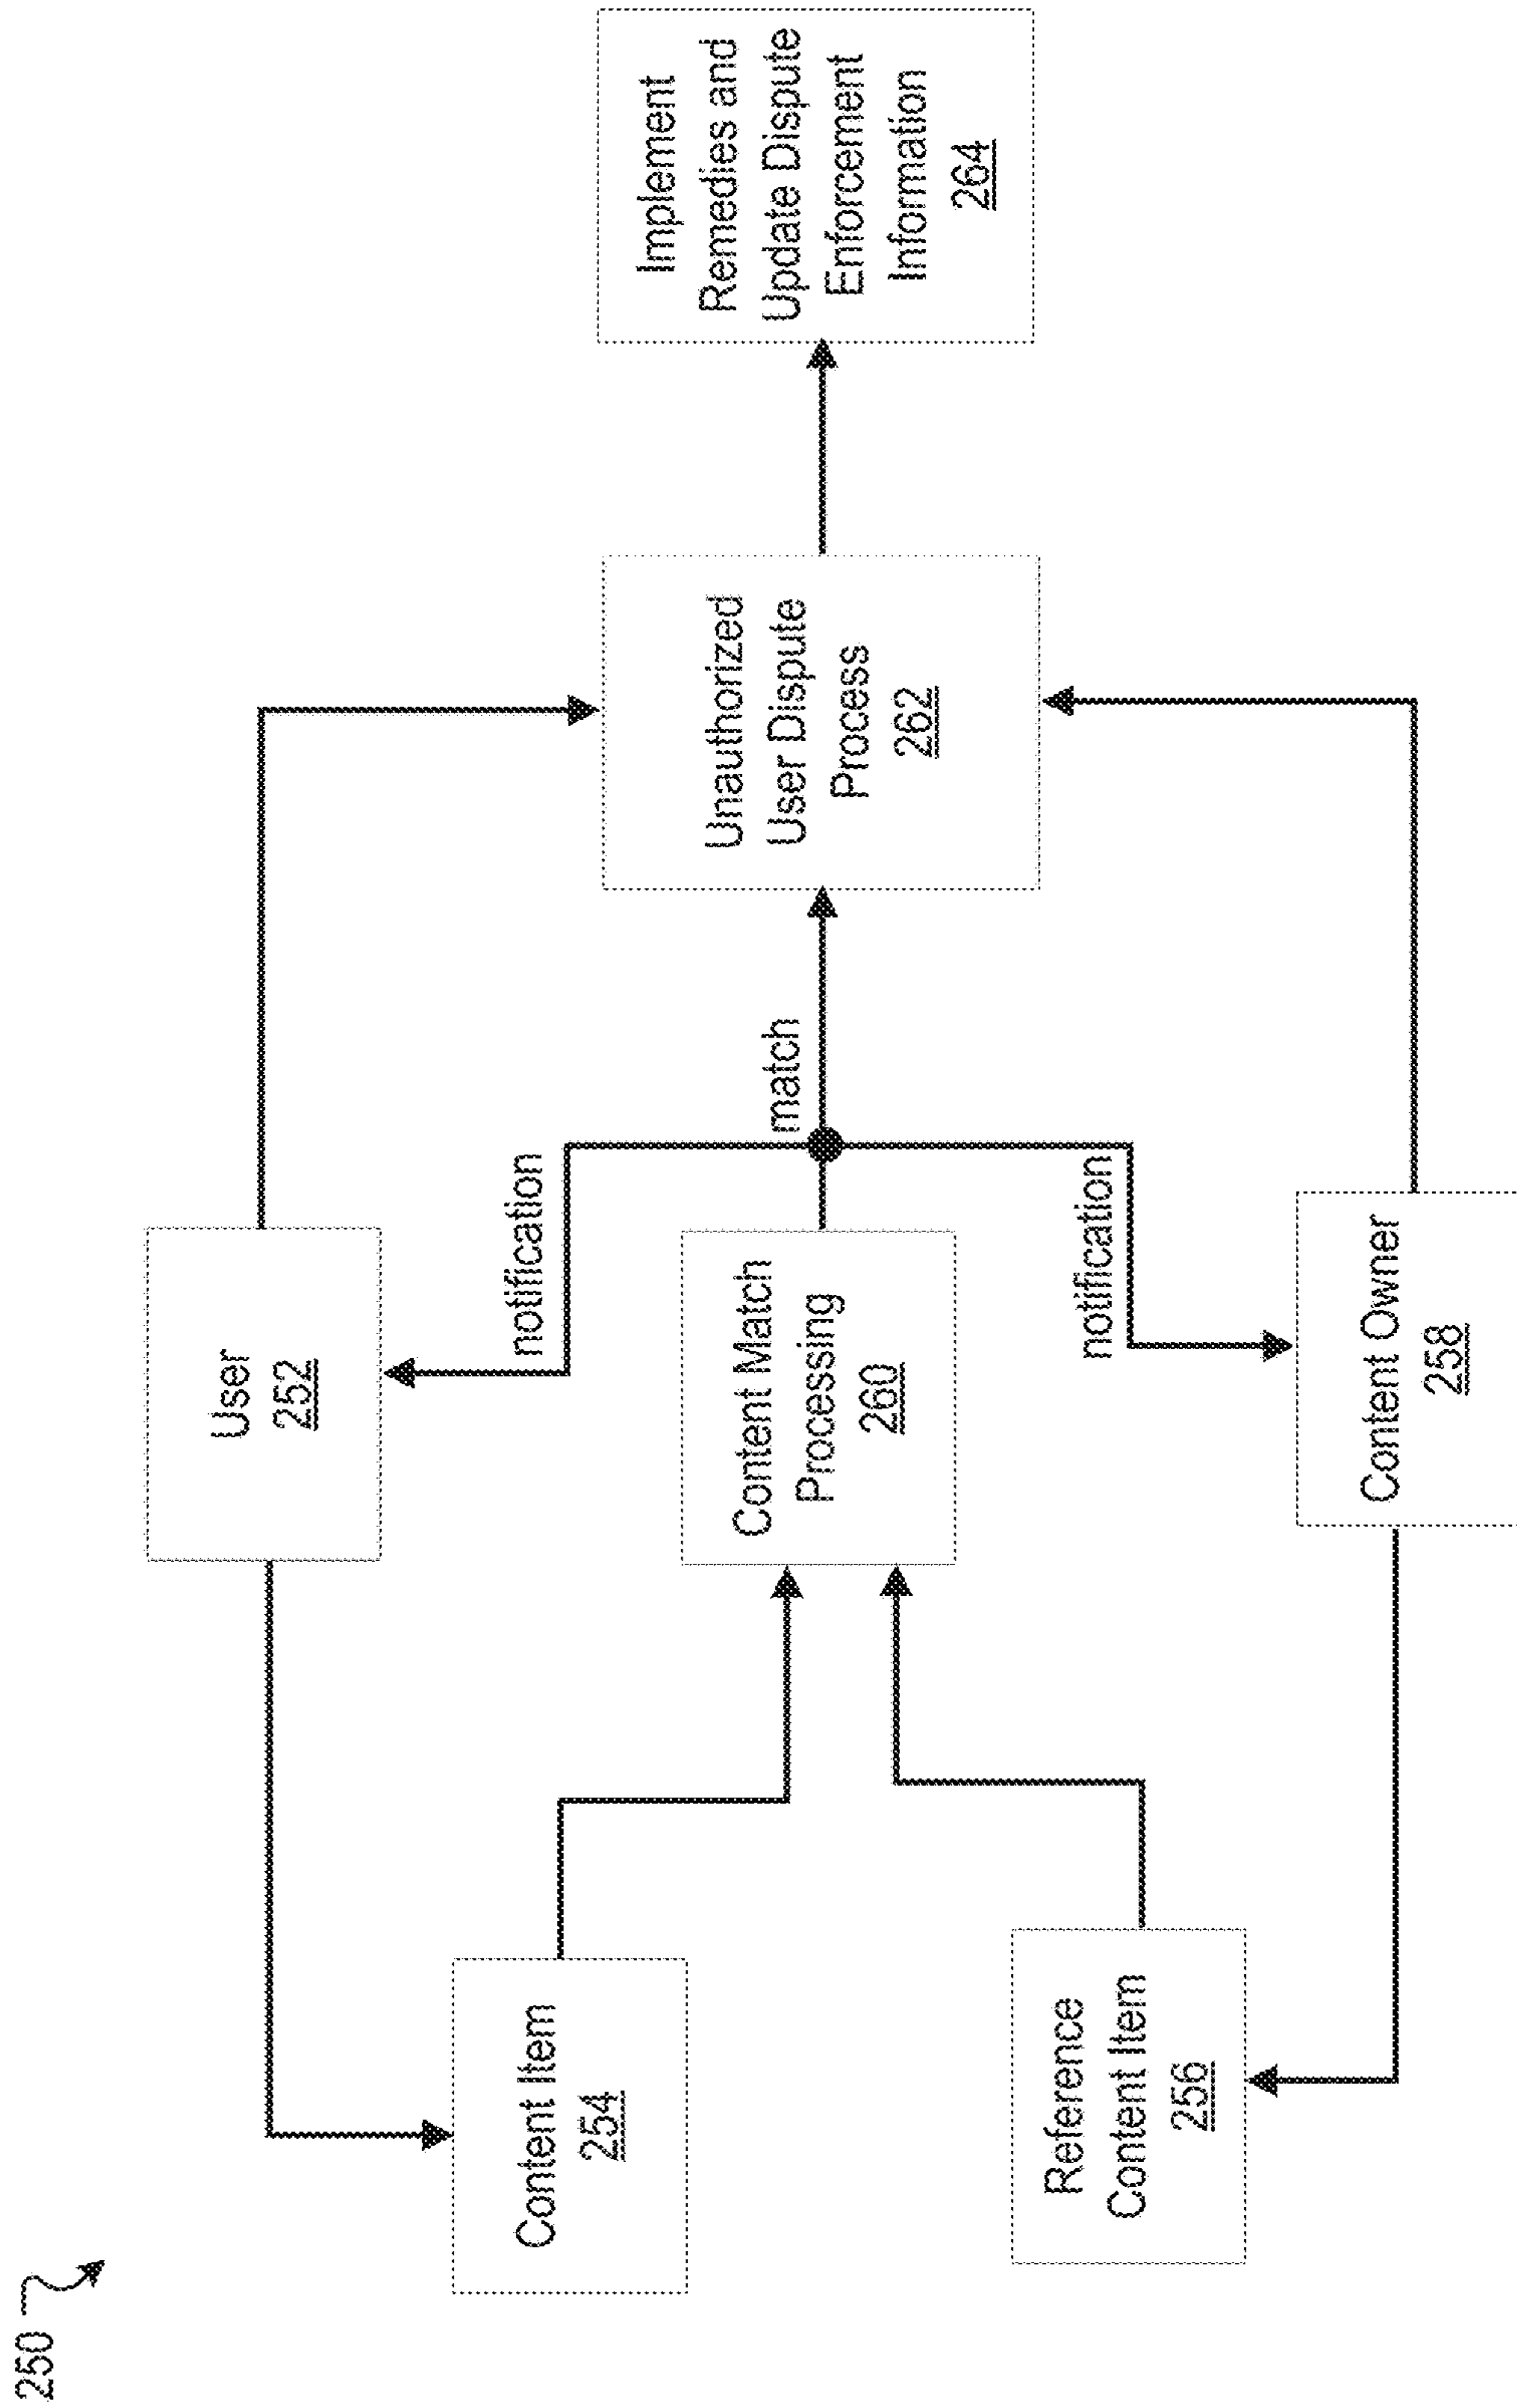 250
User
252
notification
Content Item
254
Content Match
Processing
260
match
Unauthorized
User Dispute
Process
262
Implement
Remedies and
Update Dispute
Enforcement
Information
264
Reference
Content Item
256
notification
Content Owner
258